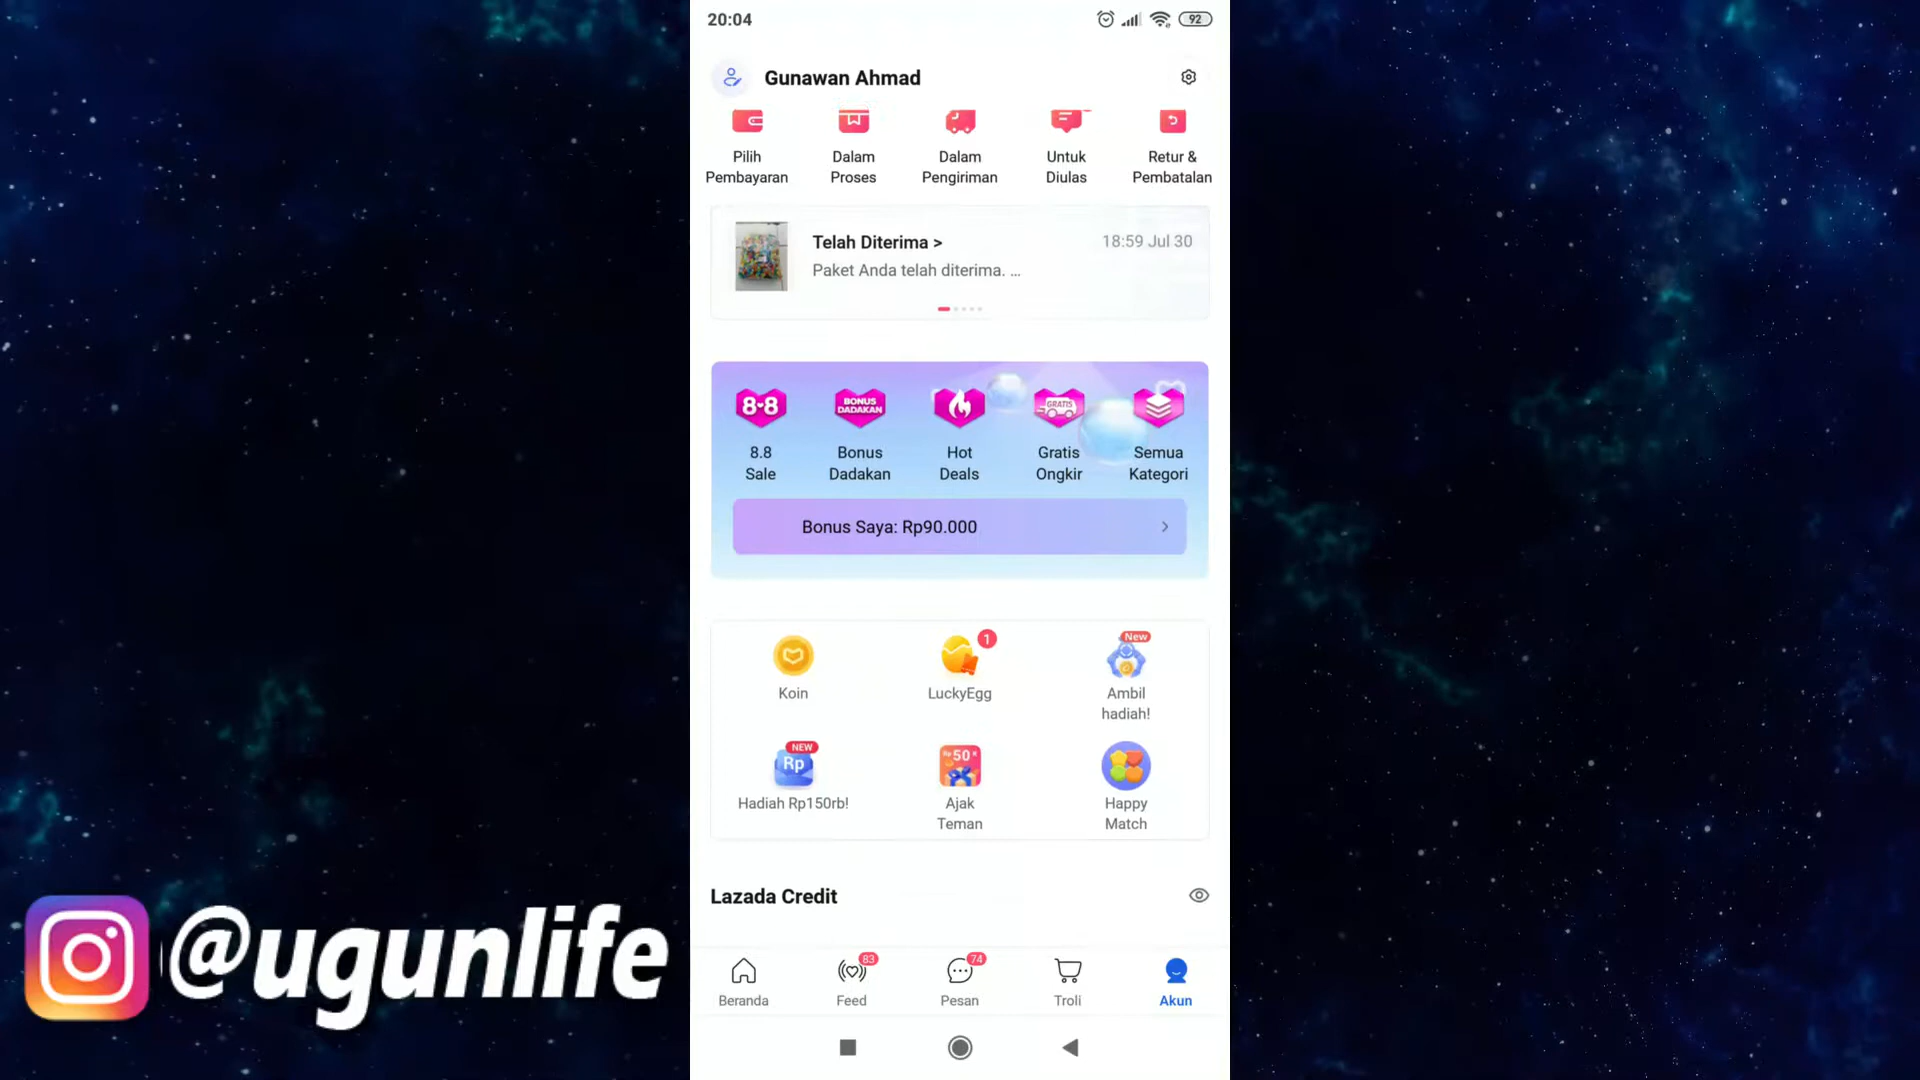 20:04
92
Gunawan Ahmad
Pilih
Pembayaran
Dalam
Proses
Dalam
Pengiriman
Untuk
Diulas
Retur &
Pembatalan
Telah Diterima >
18:59 Jul 30
Paket Anda telah diterima. ...
8-8
BONUS
DADAKAN
GRATIS
8.8
Sale
Bonus
Dadakan
Hot
Deals
Gratis
Ongkir
Semua
Kategori
Bonus Saya: Rp90.000
1
New
Koin
LuckyEgg
Ambil
hadiah!
NEW
Rp
Rp 50
Hadiah Rp150rb!
Ajak
Teman
Happy
Match
Lazada Credit
83
74
Beranda
Feed
Pesan
Troli
Akun
@ugunlife